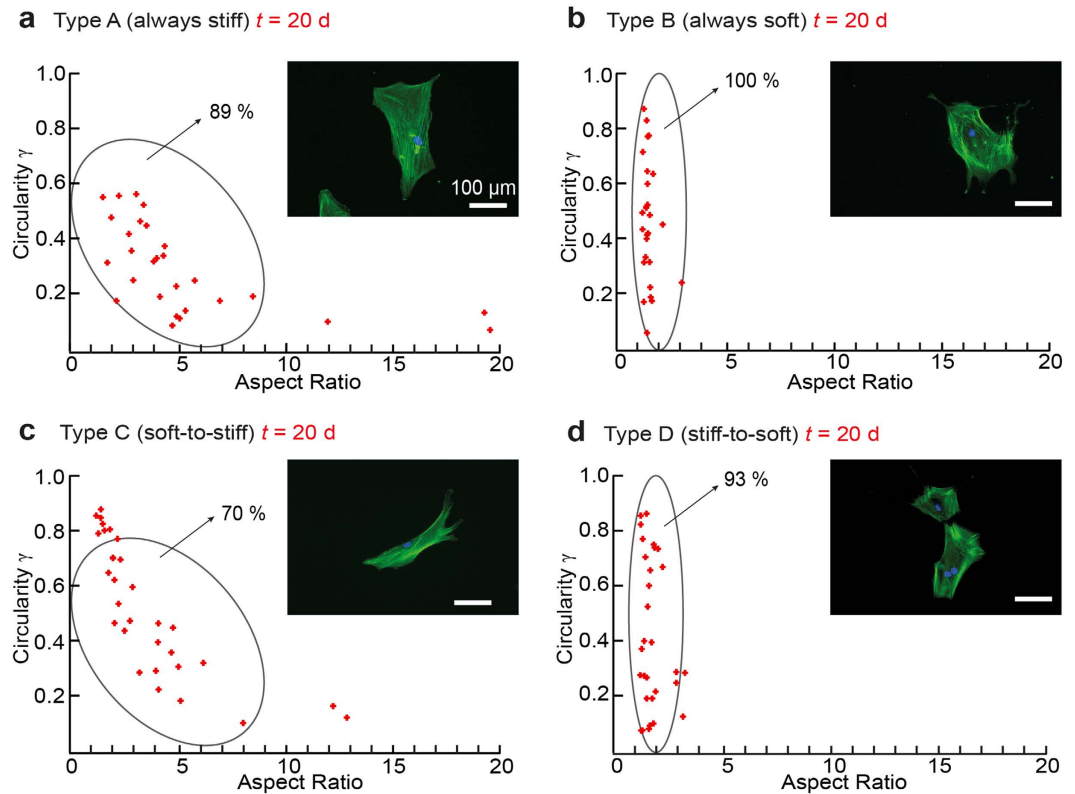 a Type A (always stiff) t = 20 d
1.0
0.8
0.6
0.4
0.2
89 %
100 µm
Circularity γ
0 5 10 15 20
Aspect Ratio
b Type B (always soft) t = 20 d
1.0
0.8
0.6
0.4
0.2
100 %
Circularity γ
0 5 10 15 20
Aspect Ratio
c Type C (soft-to-stiff) t = 20 d
1.0
0.8
0.6
0.4
0.2
70 %
Circularity γ
0 5 10 15 20
Aspect Ratio
d Type D (stiff-to-soft) t = 20 d
1.0
0.8
0.6
0.4
0.2
93 %
Circularity γ
0 5 10 15 20
Aspect Ratio